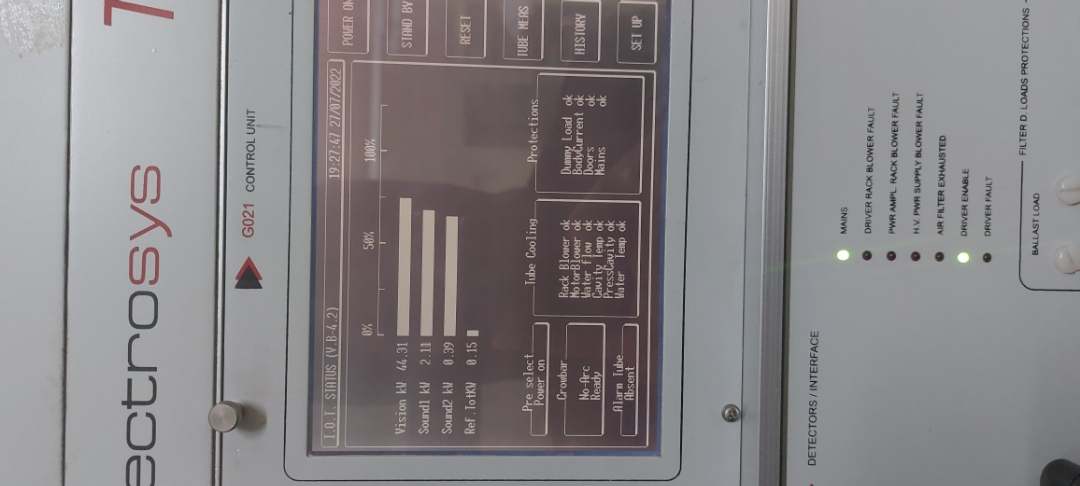 ectrosys T
G021 CONTROL UNIT
I.O.T. STATUS (V.B-4.2) 19:27:47 27/07/2022
0% 50% 100%
Vision kW 44.31
Sound1 kW 2.11
Sound2 kW 0.39
Ref.TotKW 0.15
Pre select
Power on
Crowbar
No-Arc
Ready
Alarm Tube
Absent
Tube Cooling
Rack Blower ok
MotorBlower ok
Water flow ok
Cavity Temp ok
PressCavity ok
Water Temp ok
Protections
Dummy Load ok
BodyCurrent ok
Doors ok
Mains ok
POWER ON
STAND BY
RESET
TUBE MERS
HISTORY
SET UP
DETECTORS / INTERFACE
MAINS
DRIVER RACK BLOWER FAULT
PWR AMPL. RACK BLOWER FAULT
H.V. PWR SUPPLY BLOWER FAULT
AIR FILTER EXHAUSTED
DRIVER ENABLE
DRIVER FAULT
FILTER D. LOADS PROTECTIONS
BALLAST LOAD